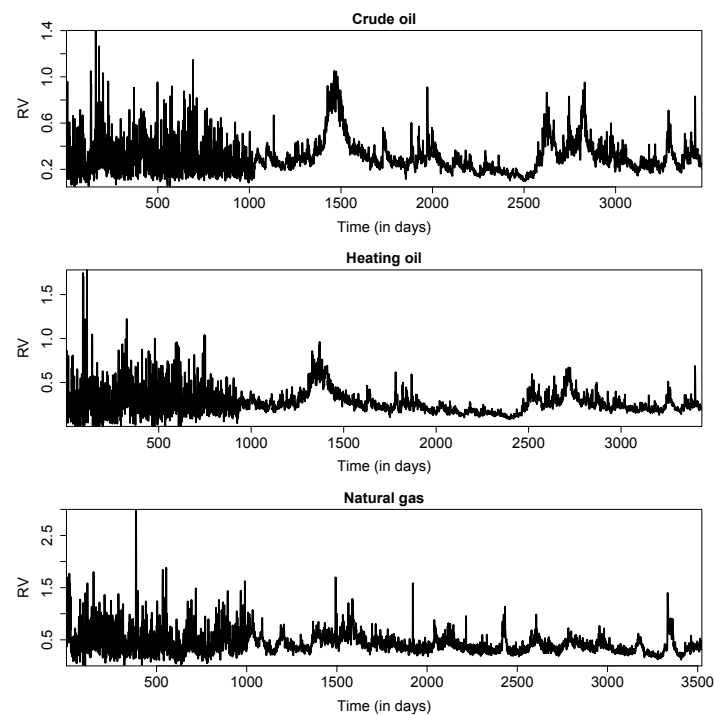 Crude oil
RV
0.2 0.6 1.0 1.4
500 1000 1500 2000 2500 3000
Time (in days)
Heating oil
RV
0.5 1.0 1.5
500 1000 1500 2000 2500 3000
Time (in days)
Natural gas
RV
0.5 1.5 2.5
500 1000 1500 2000 2500 3000 3500
Time (in days)